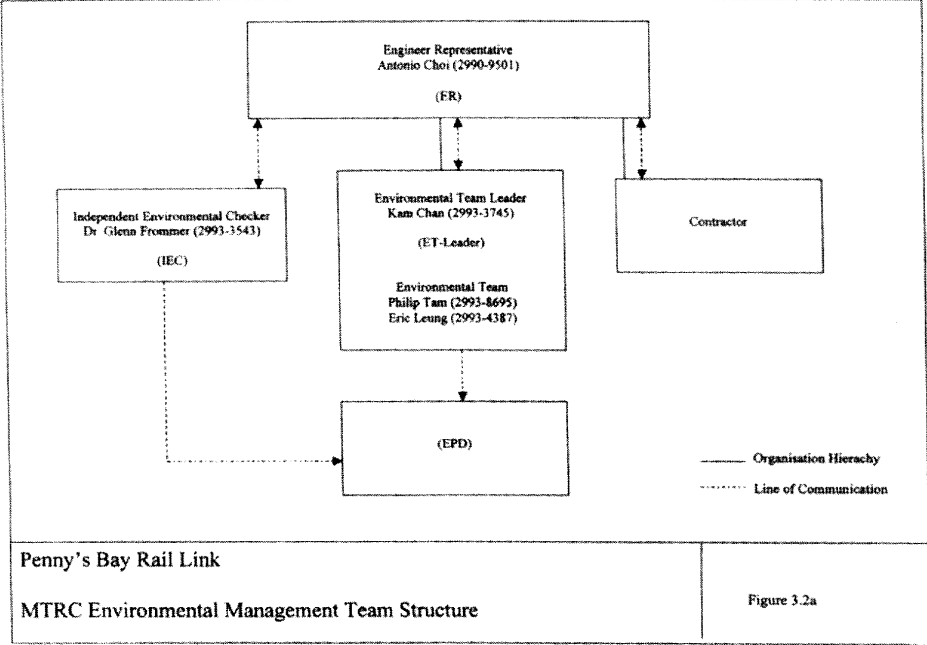 Engineer Representative
Antonio Choi (2990-9501)
(ER)
Independent Environmental Checker
Dr Glenn Frommer (2993-3543)
(IEC)
Environmental Team Leader
Kam Chan (2993-3745)
(ET-Leader)
Environmental Team
Philip Tam (2993-8695)
Eric Leung (2993-4387)
Contractor
(EPD)
Organisation Hierachy
Line of Communication
Penny's Bay Rail Link
MTRC Environmental Management Team Structure
Figure 3.2a